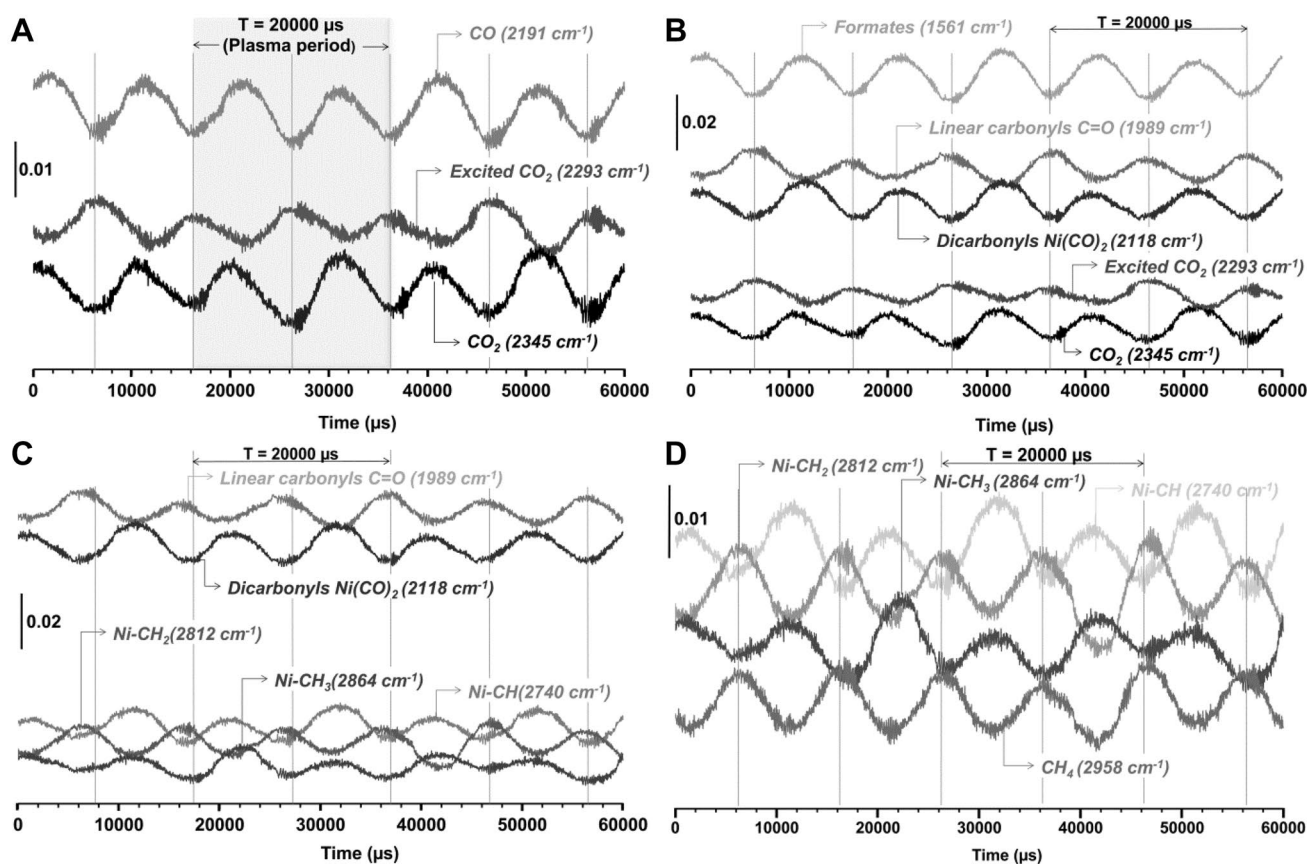 A
T = 20000 µs
(Plasma period)
CO (2191 cm⁻¹)
0.01
Excited CO₂ (2293 cm⁻¹)
CO₂ (2345 cm⁻¹)
0 10000 20000 30000 40000 50000 60000
Time (µs)
B
Formates (1561 cm⁻¹)
T = 20000 µs
0.02
Linear carbonyls C=O (1989 cm⁻¹)
Dicarbonyls Ni(CO)₂ (2118 cm⁻¹)
Excited CO₂ (2293 cm⁻¹)
CO₂ (2345 cm⁻¹)
0 10000 20000 30000 40000 50000 60000
Time (µs)
C
T = 20000 µs
Linear carbonyls C=O (1989 cm⁻¹)
Dicarbonyls Ni(CO)₂ (2118 cm⁻¹)
0.02
Ni-CH₂(2812 cm⁻¹)
Ni-CH₃(2864 cm⁻¹)
Ni-CH(2740 cm⁻¹)
0 10000 20000 30000 40000 50000 60000
Time (µs)
D
T = 20000 µs
Ni-CH₂ (2812 cm⁻¹)
Ni-CH₃ (2864 cm⁻¹)
Ni-CH (2740 cm⁻¹)
0.01
CH₄ (2958 cm⁻¹)
0 10000 20000 30000 40000 50000 60000
Time (µs)